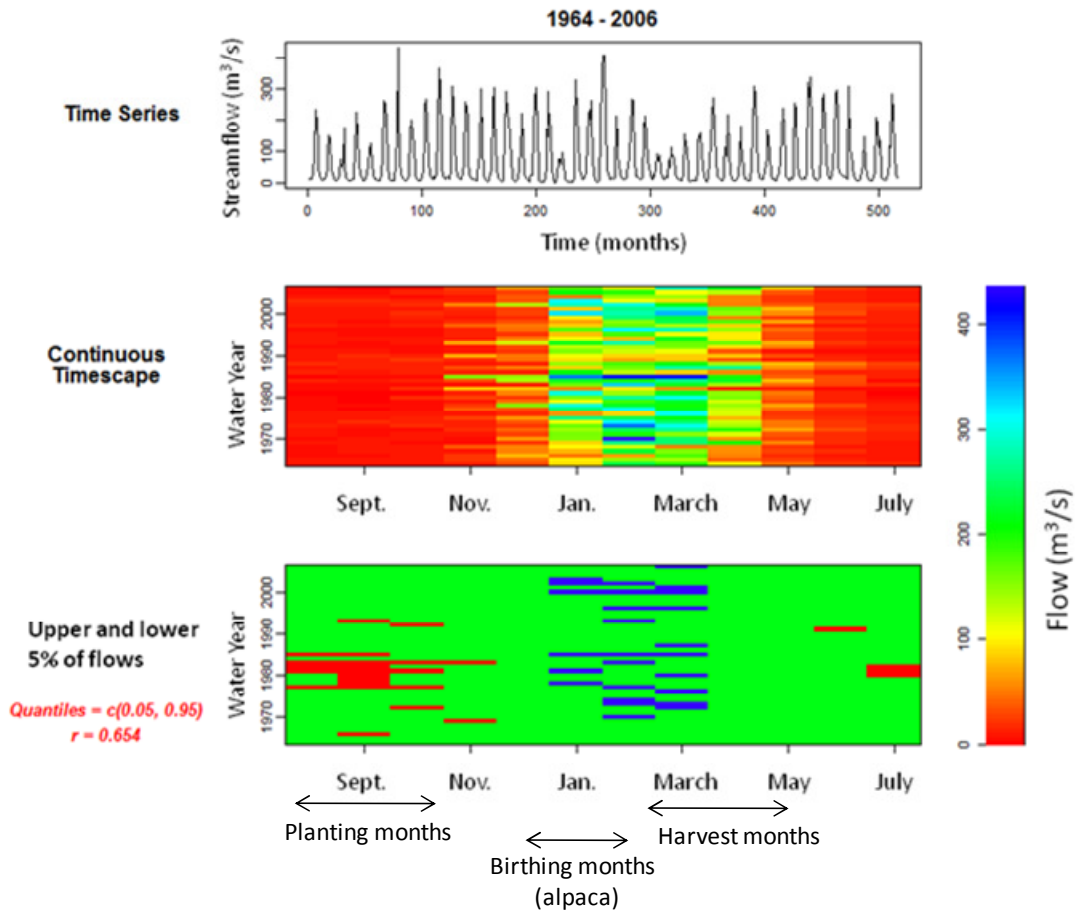 1964 - 2006
Time Series
Streamflow (m³/s)
300
100
0
0 100 200 300 400 500
Time (months)
Continuous
Timescape
Water Year
2000
1990
1980
1970
Sept. Nov. Jan. March May July
400
300
200
100
0
Flow (m³/s)
Upper and lower
5% of flows
Quantiles = c(0.05, 0.95)
r = 0.654
Water Year
2000
1990
1980
1970
Sept. Nov. Jan. March May July
Planting months
Birthing months
(alpaca)
Harvest months